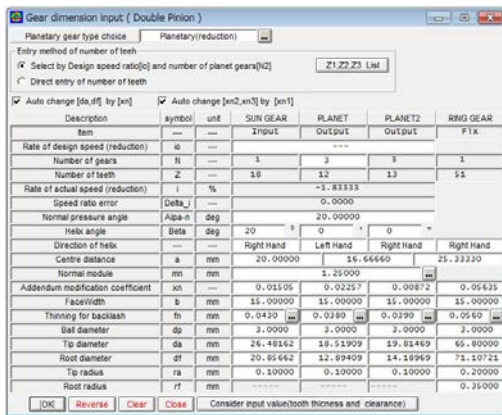 Gear dimension input ( Double Pinion )
Planetary gear type choice Planetary(reduction) ...
Entry method of number of teeh
Select by Design speed ratio[io] and number of planet gears[N2] Z1,Z2,Z3 List
Direct entry of number of teeth
Auto change [da,df] by [xn] Auto change [xn2,xn3] by [xn1]
Description symbol unit SUN GEAR PLANET PLANET2 RING GEAR
Item --- --- Input Output Output Fix
Rate of design speed (reduction) io --- ---
Number of gears N --- 1 3 3 1
Number of teeth Z --- 18 12 13 51
Rate of actual speed (reduction) i % -1.83333
Speed ratio error Delta_i --- 0.0000
Normal pressure angle Alpa-n deg 20.00000
Helix angle Beta deg 20 ° 0 ' 0 "
Direction of helix --- --- Right Hand Left Hand Right Hand Right Hand
Centre distance a mm 20.00000 16.66660 25.33330
Normal module mn mm 1.25000 ...
Addendum modification coefficient xn --- 0.01505 0.02257 0.00872 0.05635
FaceWidth b mm 15.00000 15.00000 15.00000 15.00000
Thinning for backlash fn mm 0.0430 ... 0.0380 ... 0.0390 ... 0.0560 ...
Ball diameter dp mm 3.0000 3.0000 3.0000 3.0000
Tip diameter da mm 26.48162 18.51909 19.81469 65.80000
Root diameter df mm 20.85662 12.89409 14.18969 71.10721
Tip radius ra mm 0.10000 0.10000 0.10000 0.20000
Root radius rf mm ----- ----- ----- 0.35000
OK Reverse Clear Close Consider input value(tooth thicness and clearance)